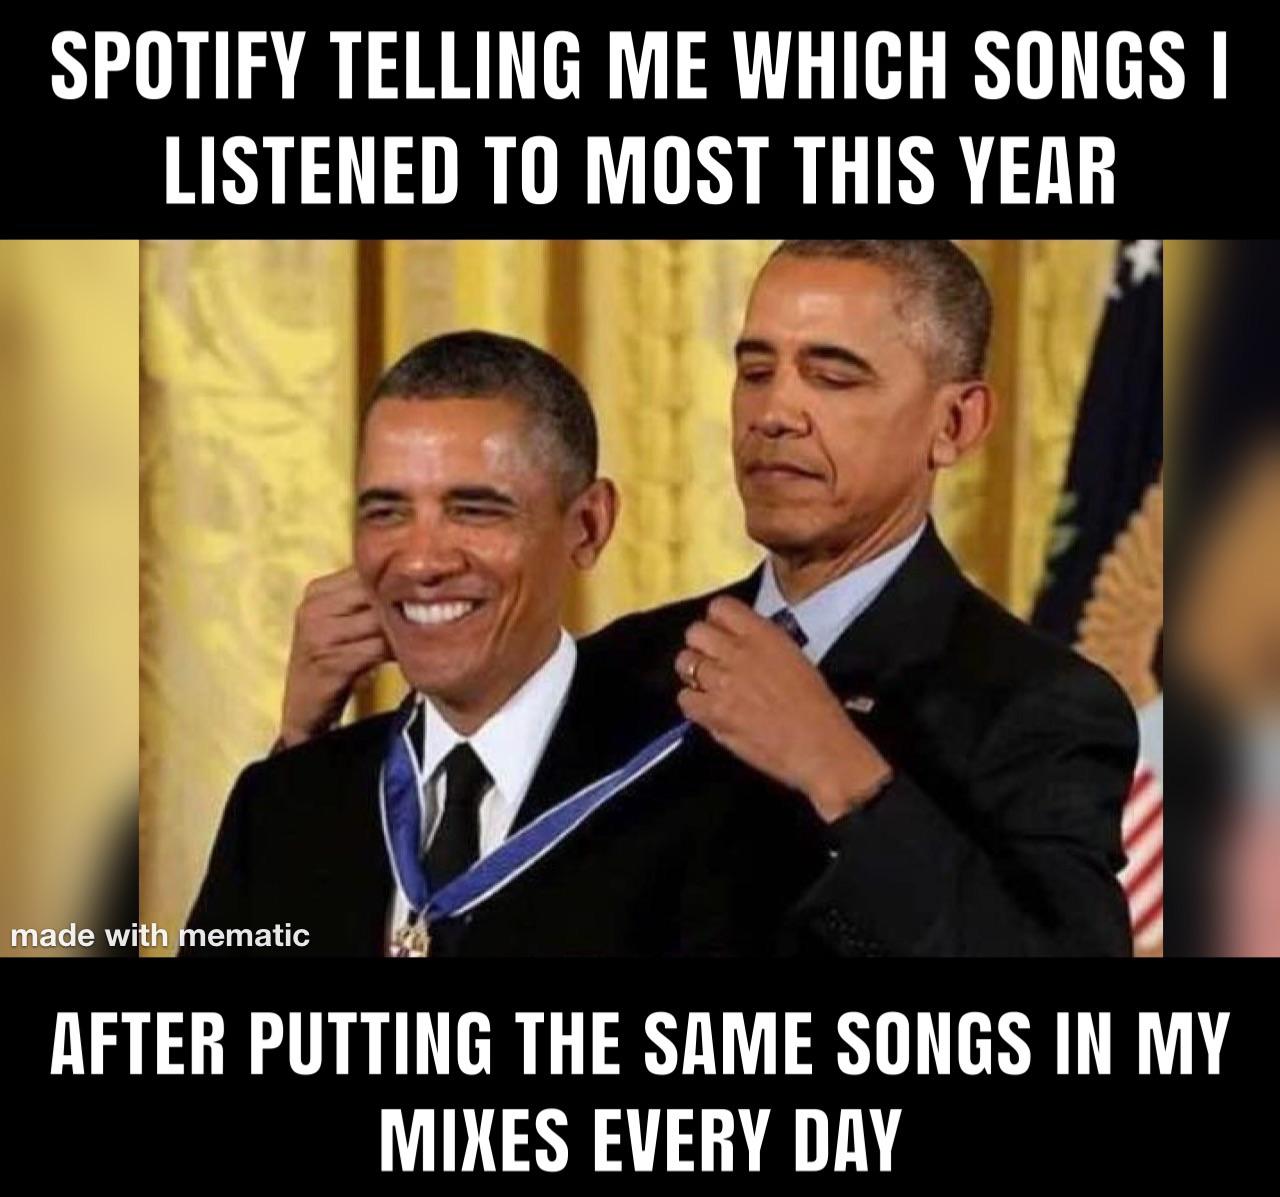 SPOTIFY TELLING ME WHICH SONGS I
LISTENED TO MOST THIS YEAR
made with mematic
AFTER PUTTING THE SAME SONGS IN MY
MIXES EVERY DAY